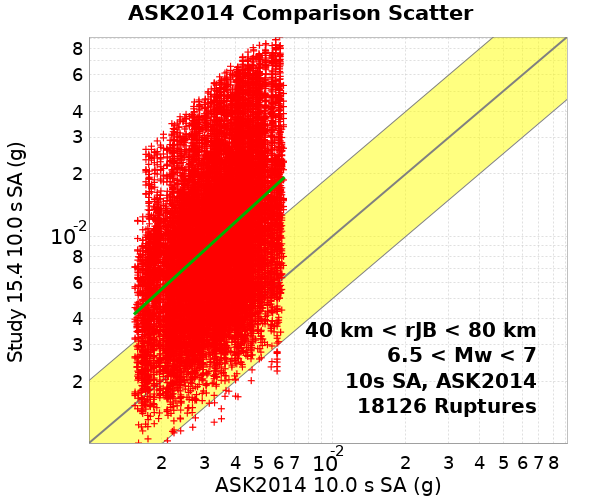 ASK2014 Comparison Scatter
8
6
4
3
2
10-2
8
6
4
3
2
Study 15.4 10.0 s SA (g)
40 km < rJB < 80 km
6.5 < Mw < 7
10s SA, ASK2014
18126 Ruptures
2 3 4 5 6 7 10-2 2 3 4 5 6 7 8
ASK2014 10.0 s SA (g)